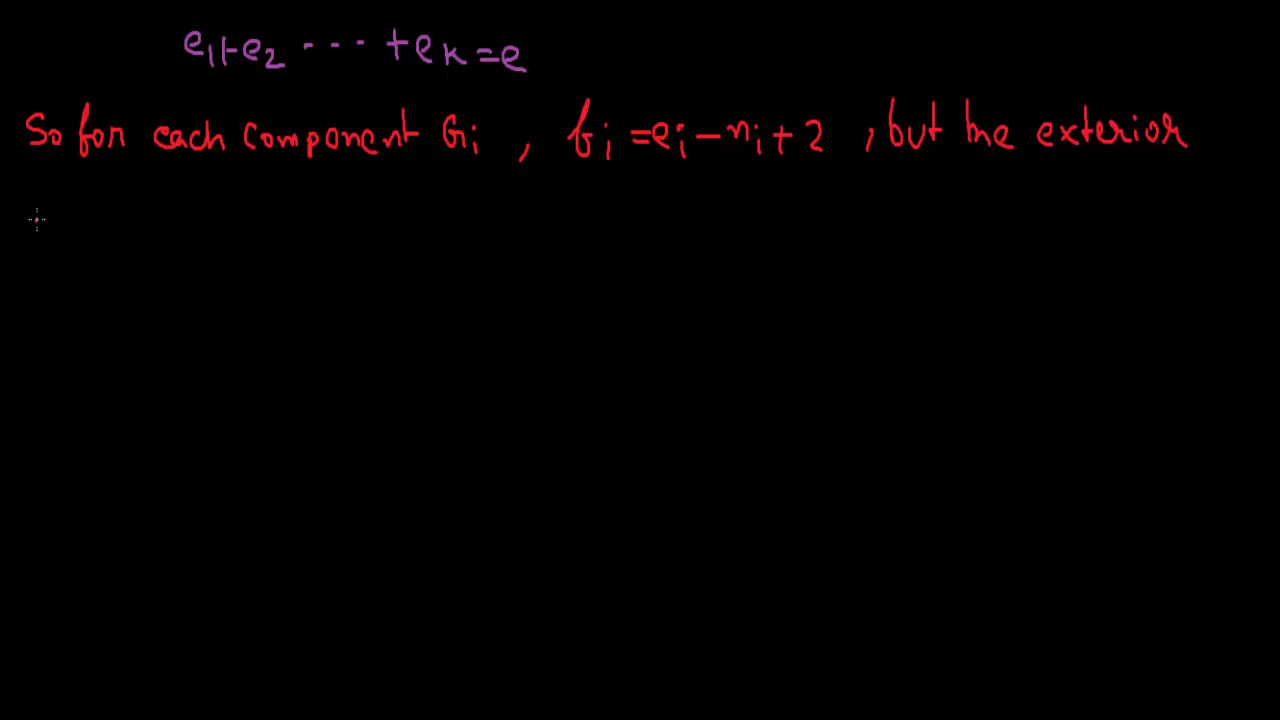 e₁+e₂ ---- +eₖ=e
So for each component Gᵢ, fᵢ=eᵢ-nᵢ+2, but the exterior